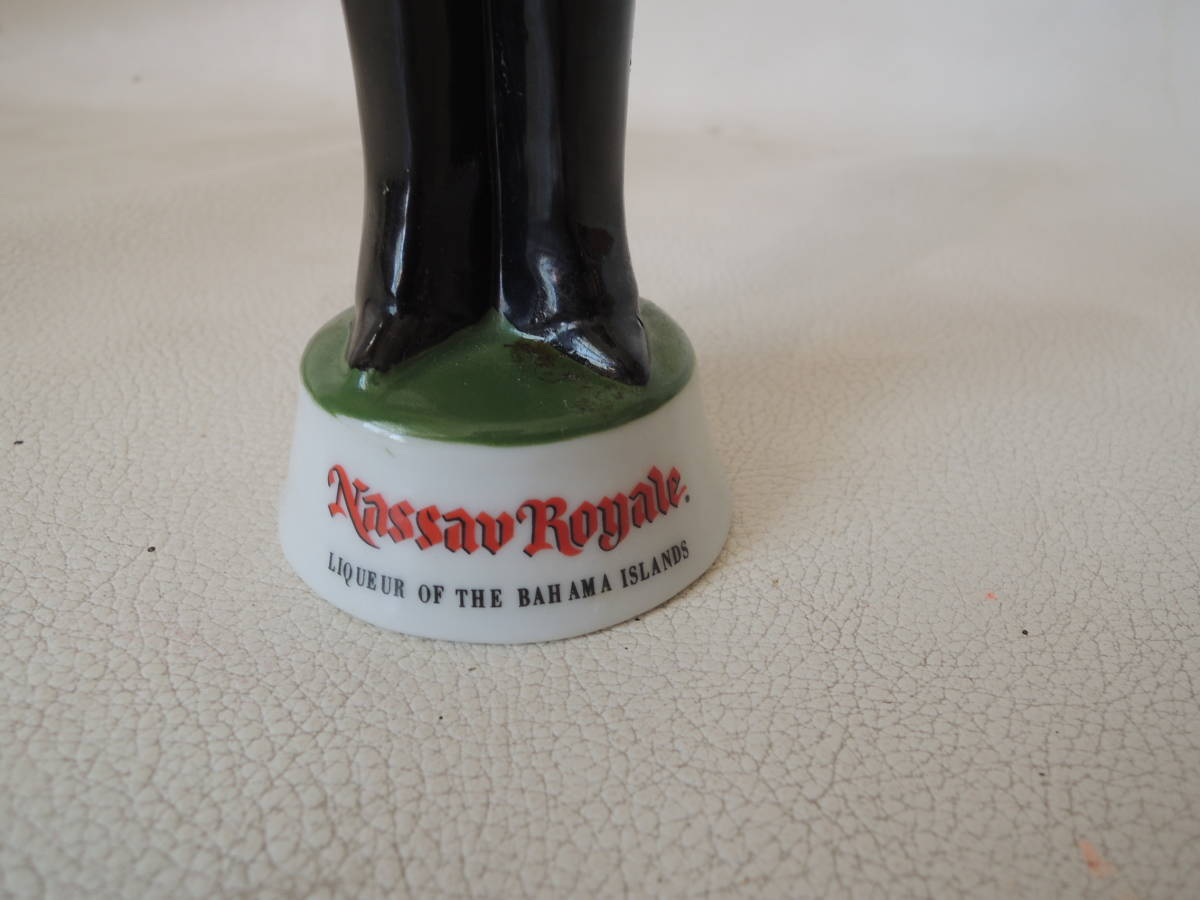 Nassau Royale.
LIQUEUR OF THE BAHAMA ISLANDS